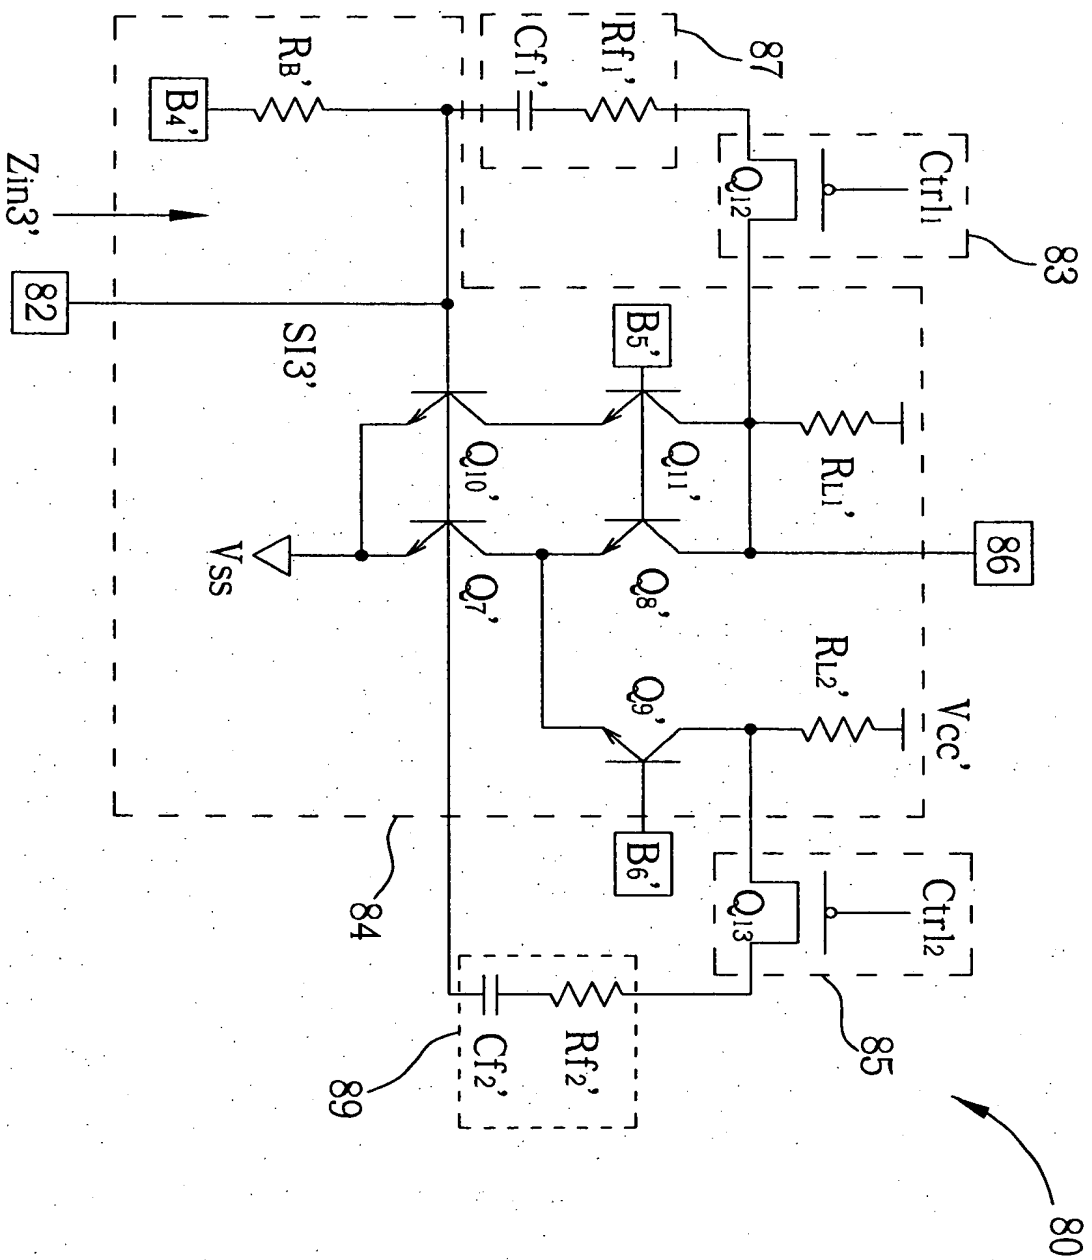 80
83
86
Vcc'
Ctrl1
Ctrl2
85
RL1'
RL2'
87
Q12
Q13
Q11'
Q8'
Q9'
B5'
B6'
Rf1'
Rf2'
Cf1'
Cf2'
Q10'
Q7'
84
89
RB'
SI3'
Vss
B4'
82
Zin3'